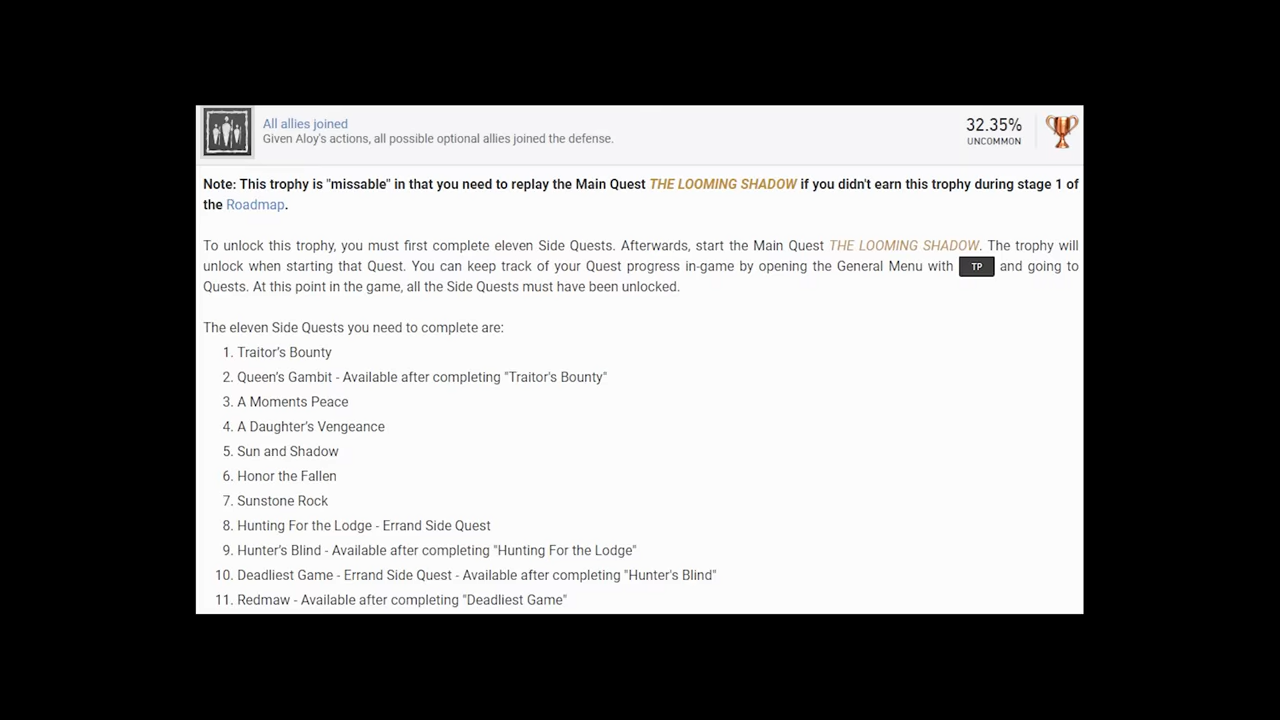 All allies joined
Given Aloy's actions, all possible optional allies joined the defense.
32.35%
UNCOMMON
Note: This trophy is "missable" in that you need to replay the Main Quest THE LOOMING SHADOW if you didn't earn this trophy during stage 1 of
the Roadmap.
To unlock this trophy, you must first complete eleven Side Quests. Afterwards, start the Main Quest THE LOOMING SHADOW. The trophy will
unlock when starting that Quest. You can keep track of your Quest progress in-game by opening the General Menu with TP and going to
Quests. At this point in the game, all the Side Quests must have been unlocked.
The eleven Side Quests you need to complete are:
1. Traitor's Bounty
2. Queen's Gambit - Available after completing "Traitor's Bounty"
3. A Moments Peace
4. A Daughter's Vengeance
5. Sun and Shadow
6. Honor the Fallen
7. Sunstone Rock
8. Hunting For the Lodge - Errand Side Quest
9. Hunter's Blind - Available after completing "Hunting For the Lodge"
10. Deadliest Game - Errand Side Quest - Available after completing "Hunter's Blind"
11. Redmaw - Available after completing "Deadliest Game"